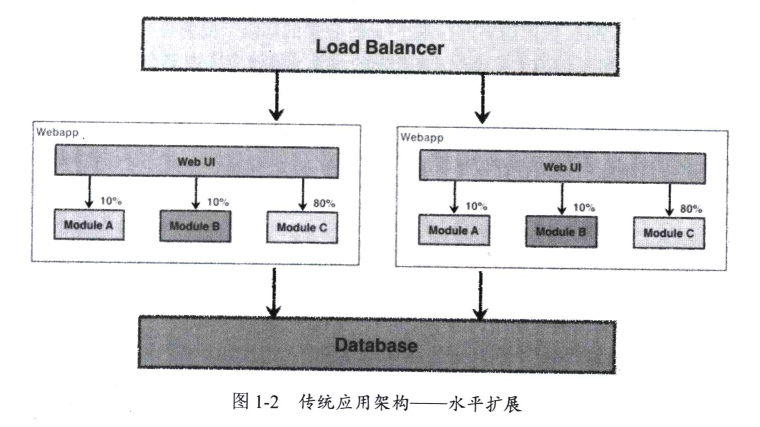 Load Balancer
Webapp
Web UI
10%
10%
80%
Module A
Module B
Module C
Webapp
Web UI
10%
10%
80%
Module A
Module B
Module C
Database
图 1-2 传统应用架构——水平扩展